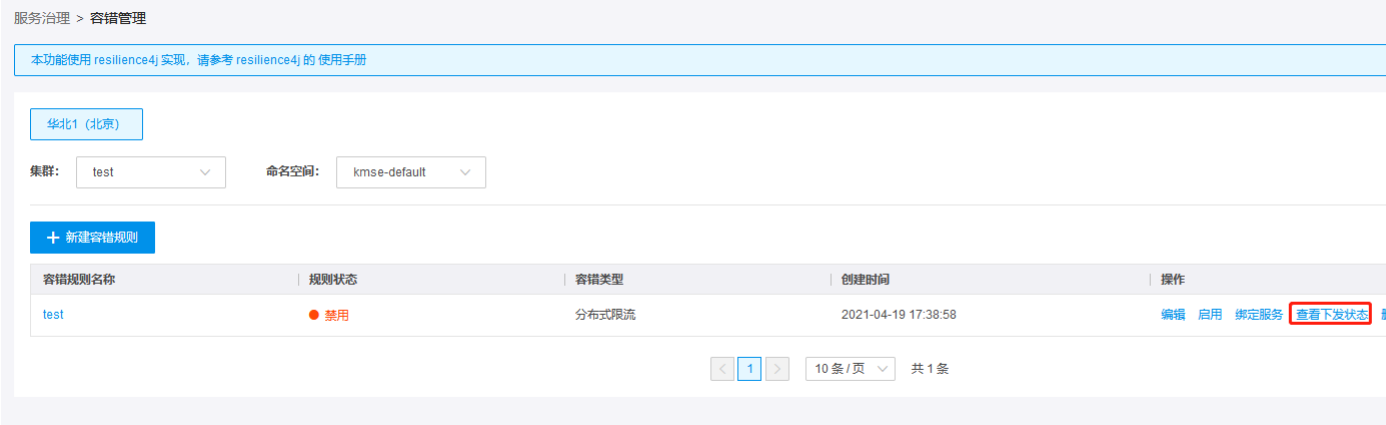 服务治理 > 容错管理
本功能使用 resilience4j 实现，请参考 resilience4j 的 使用手册
华北1（北京）
集群： test 命名空间： kmse-default
新建容错规则
容错规则名称 规则状态 容错类型 创建时间 操作
test 禁用 分布式限流 2021-04-19 17:38:58 编辑 启用 绑定服务 查看下发状态
< 1 > 10 条 / 页 共 1 条